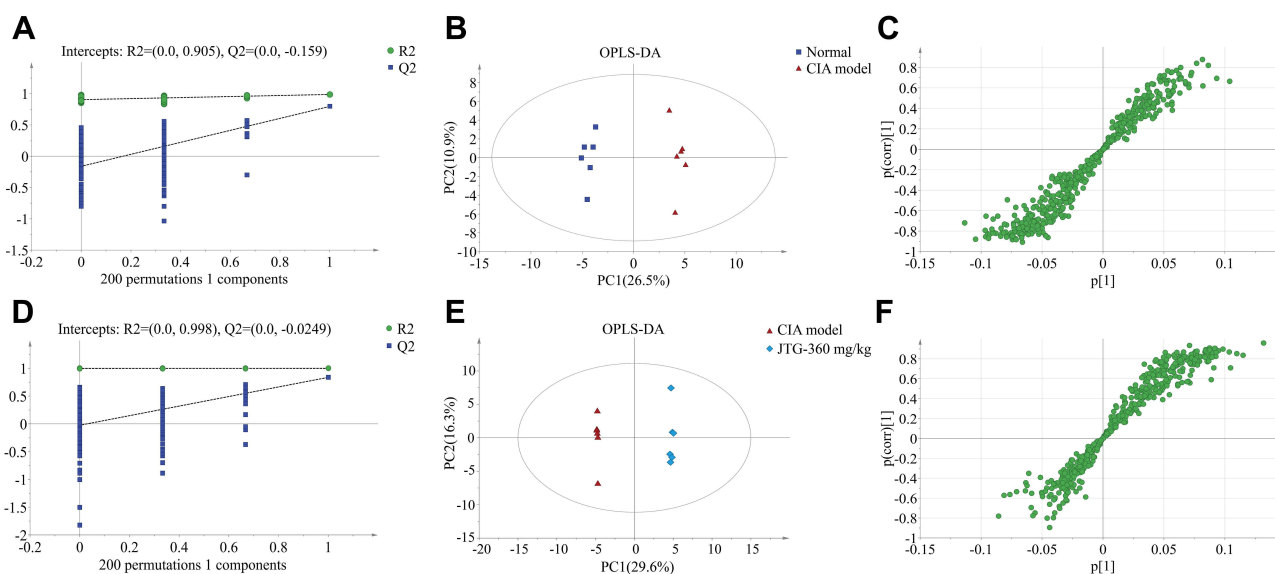 A
Intercepts: R2=(0.0, 0.905), Q2=(0.0, -0.159)
R2
Q2
1
0.5
0
-0.5
-1
-1.5
-0.2 0 0.2 0.4 0.6 0.8 1
200 permutations 1 components
B
OPLS-DA
Normal
CIA model
8
6
4
2
0
-2
-4
-6
-8
-10
PC2(10.9%)
-15 -10 -5 0 5 10
PC1(26.5%)
C
0.8
0.6
0.4
0.2
0
-0.2
-0.4
-0.6
-0.8
-1
p(corr)[1]
-0.15 -0.1 -0.05 0 0.05 0.1
p[1]
D
Intercepts: R2=(0.0, 0.998), Q2=(0.0, -0.0249)
R2
Q2
1
0.5
0
-0.5
-1
-1.5
-2
-0.2 0 0.2 0.4 0.6 0.8 1
200 permutations 1 components
E
OPLS-DA
CIA model
JTG-360 mg/kg
10
5
0
-5
-10
-15
PC2(16.3%)
-20 -15 -10 -5 0 5 10 15
PC1(29.6%)
F
0.8
0.6
0.4
0.2
0
-0.2
-0.4
-0.6
-0.8
-1
p(corr)[1]
-0.15 -0.1 -0.05 0 0.05 0.1
p[1]